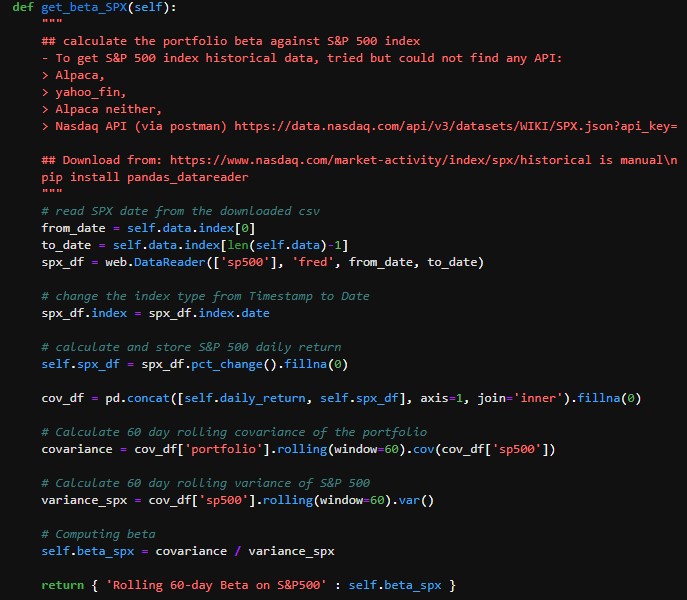 def get_beta_SPX(self):
"""
## calculate the portfolio beta against S&P 500 index
- To get S&P 500 index historical data, tried but could not find any API:
> Alpaca,
> yahoo_fin,
> Alpaca neither,
> Nasdaq API (via postman) https://data.nasdaq.com/api/v3/datasets/WIKI/SPX.json?api_key=
## Download from: https://www.nasdaq.com/market-activity/index/spx/historical is manual\n
pip install pandas_datareader
"""
# read SPX date from the downloaded csv
from_date = self.data.index[0]
to_date = self.data.index[len(self.data)-1]
spx_df = web.DataReader(['sp500'], 'fred', from_date, to_date)
# change the index type from Timestamp to Date
spx_df.index = spx_df.index.date
# calculate and store S&P 500 daily return
self.spx_df = spx_df.pct_change().fillna(0)
cov_df = pd.concat([self.daily_return, self.spx_df], axis=1, join='inner').fillna(0)
# Calculate 60 day rolling covariance of the portfolio
covariance = cov_df['portfolio'].rolling(window=60).cov(cov_df['sp500'])
# Calculate 60 day rolling variance of S&P 500
variance_spx = cov_df['sp500'].rolling(window=60).var()
# Computing beta
self.beta_spx = covariance / variance_spx
return { 'Rolling 60-day Beta on S&P500' : self.beta_spx }